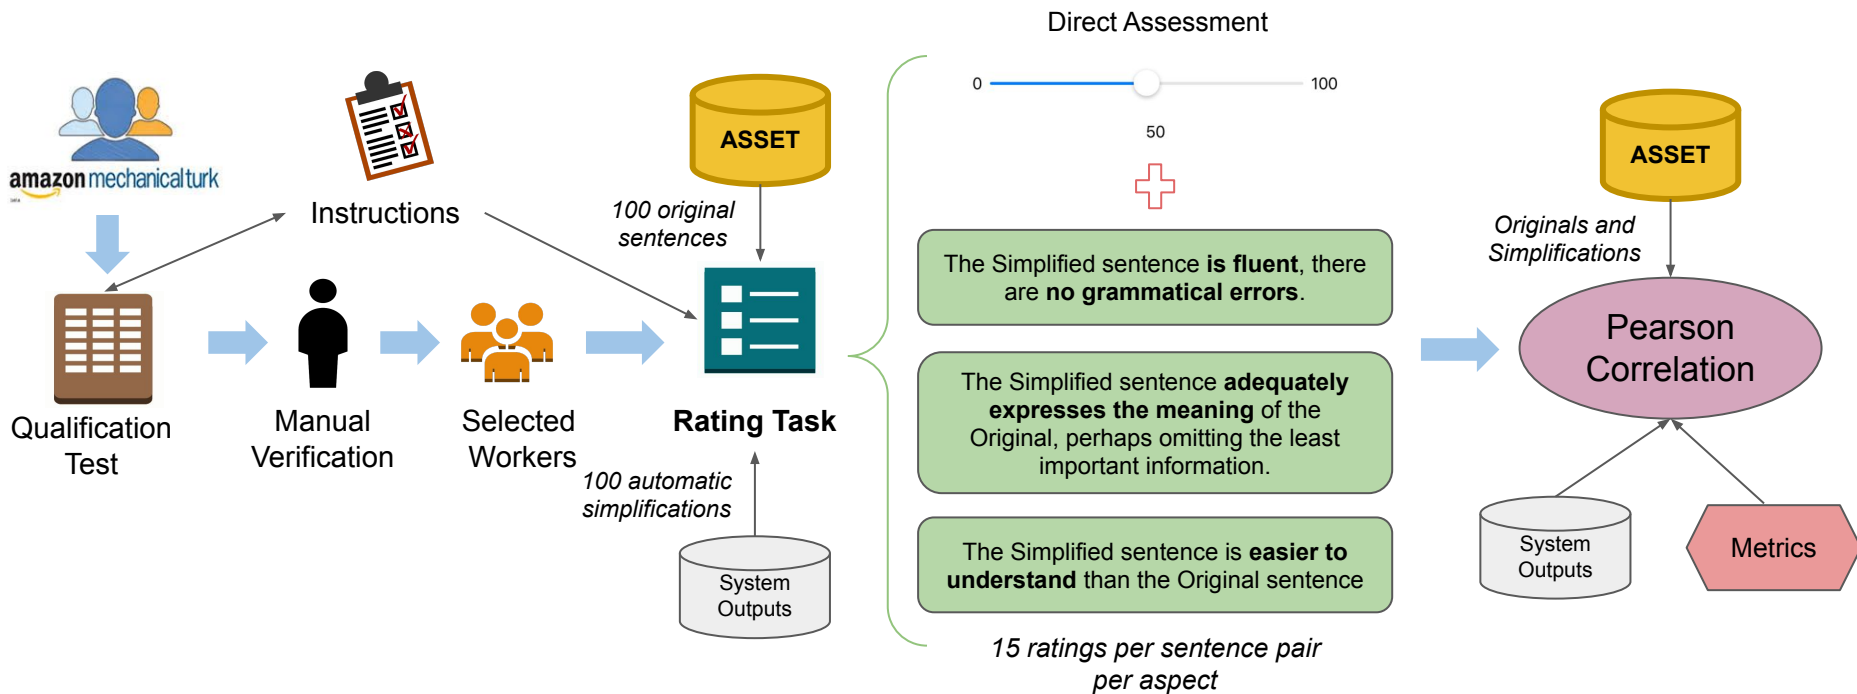 Direct Assessment
0
100
50
amazon mechanical turk
Instructions
ASSET
100 original
sentences
Qualification
Test
Manual
Verification
Selected
Workers
Rating Task
100 automatic
simplifications
System
Outputs
The Simplified sentence is fluent, there
are no grammatical errors.
The Simplified sentence adequately
expresses the meaning of the
Original, perhaps omitting the least
important information.
The Simplified sentence is easier to
understand than the Original sentence
15 ratings per sentence pair
per aspect
ASSET
Originals and
Simplifications
Pearson
Correlation
System
Outputs
Metrics